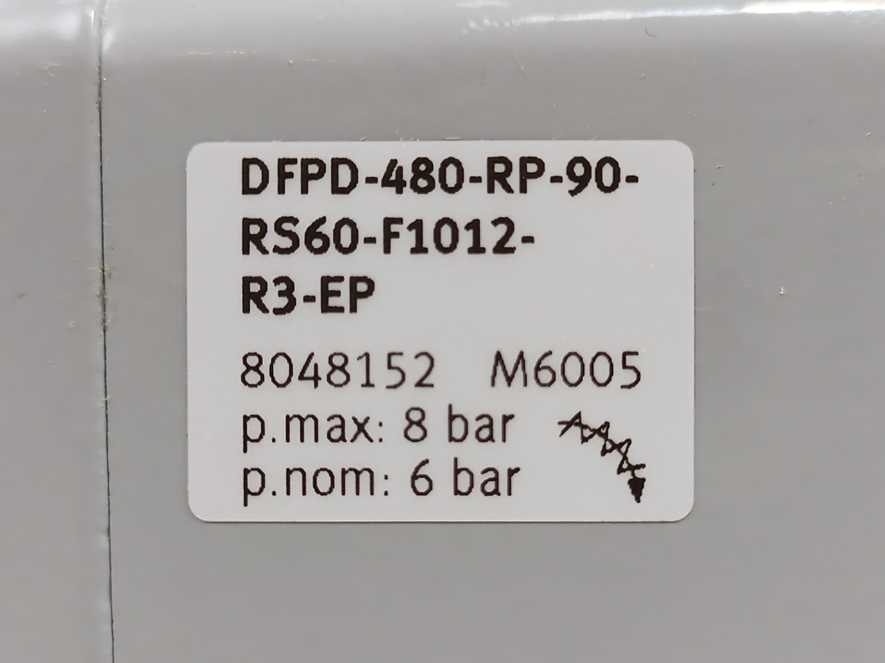 DFPD-480-RP-90-
RS60-F1012-
R3-EP
8048152 M6005
p.max: 8 bar
p.nom: 6 bar